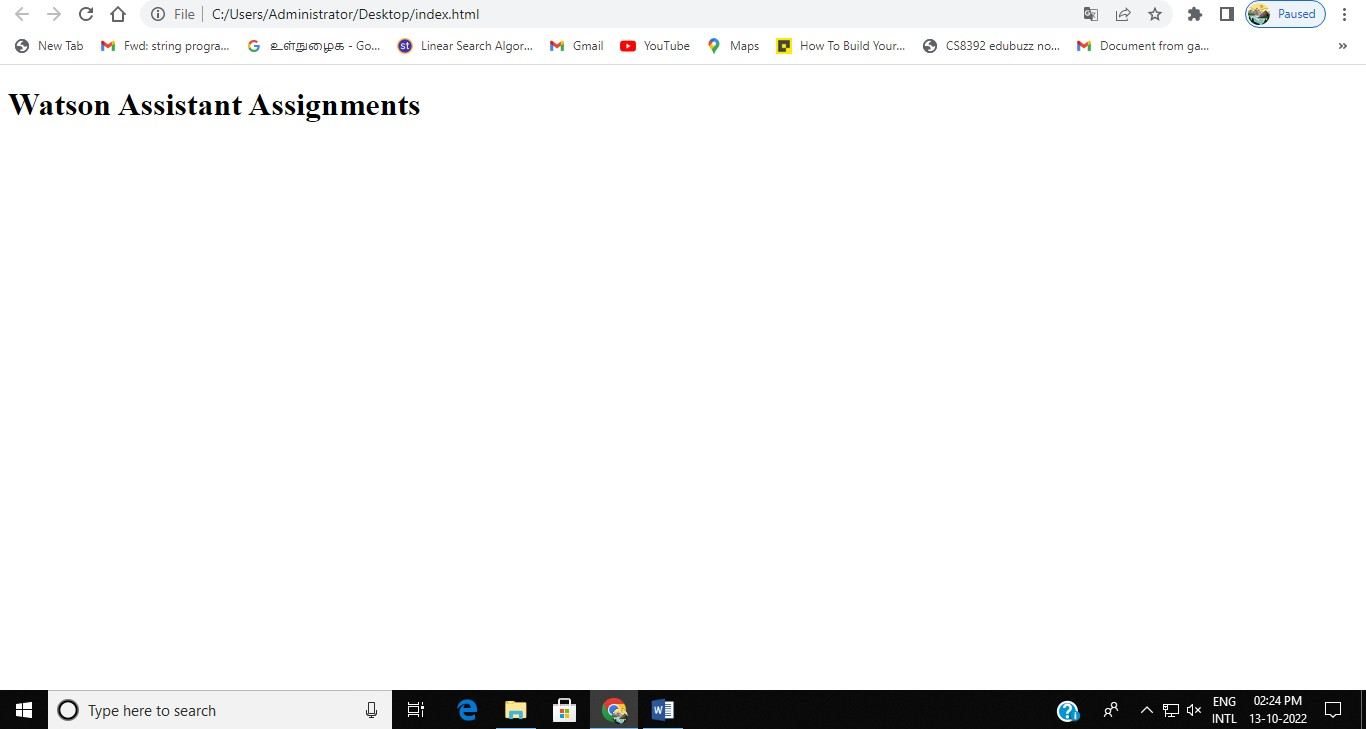 File C:/Users/Administrator/Desktop/index.html Paused
New Tab Fwd: string progra... உள்நுழைக - Go... st Linear Search Algor... Gmail YouTube Maps How To Build Your... CS8392 edubuzz no... Document from ga... »
Watson Assistant Assignments
Type here to search
ENG 02:24 PM
INTL 13-10-2022